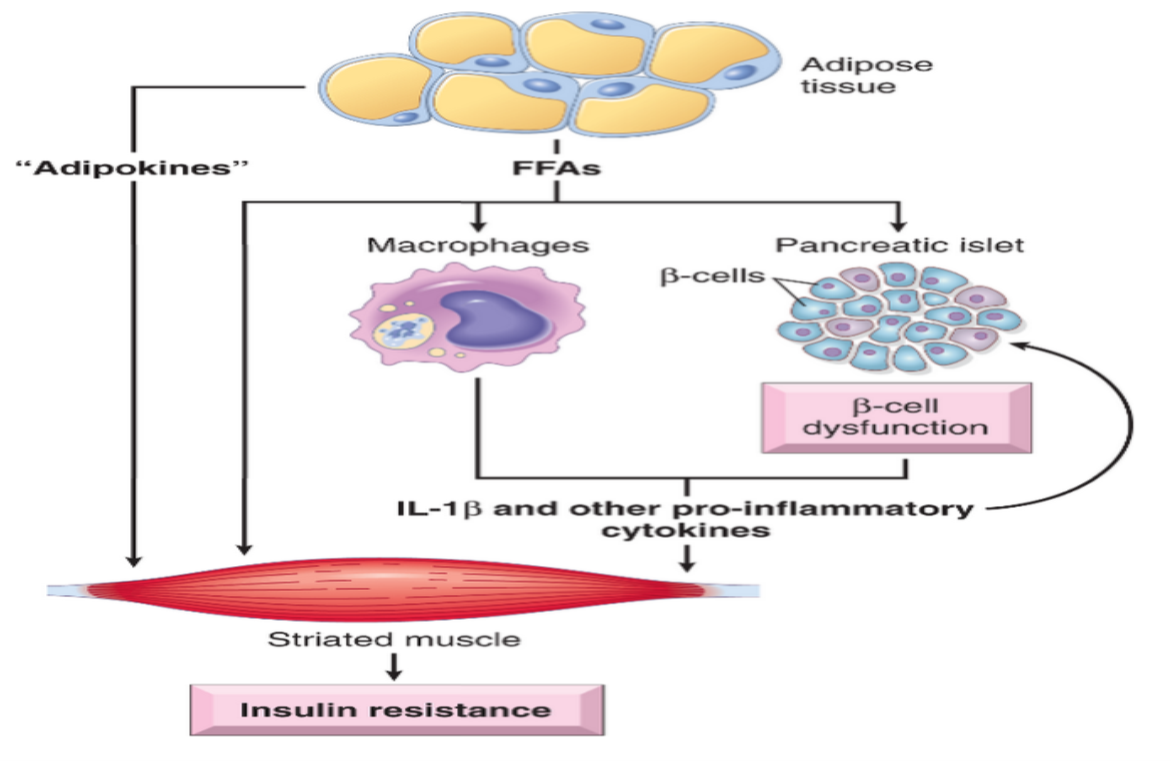 Adipose
tissue
“Adipokines”
FFAs
Macrophages
Pancreatic islet
β-cells
β-cell
dysfunction
IL-1β and other pro-inflammatory
cytokines
Striated muscle
Insulin resistance